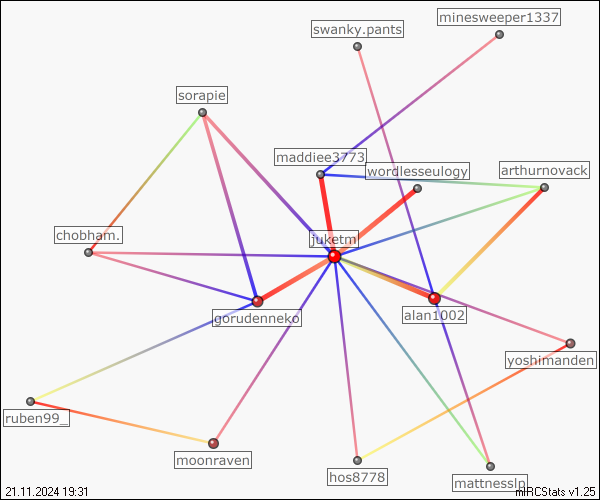 minesweeper1337
swanky.pants
sorapie
maddiee3773
wordlesseulogy
arthurnovack
chobham.
juketm
gorudenneko
alan1002
yoshimanden
ruben99_
moonraven
hos8778
mattnesslp
21.11.2024 19:31
mIRCStats v1.25